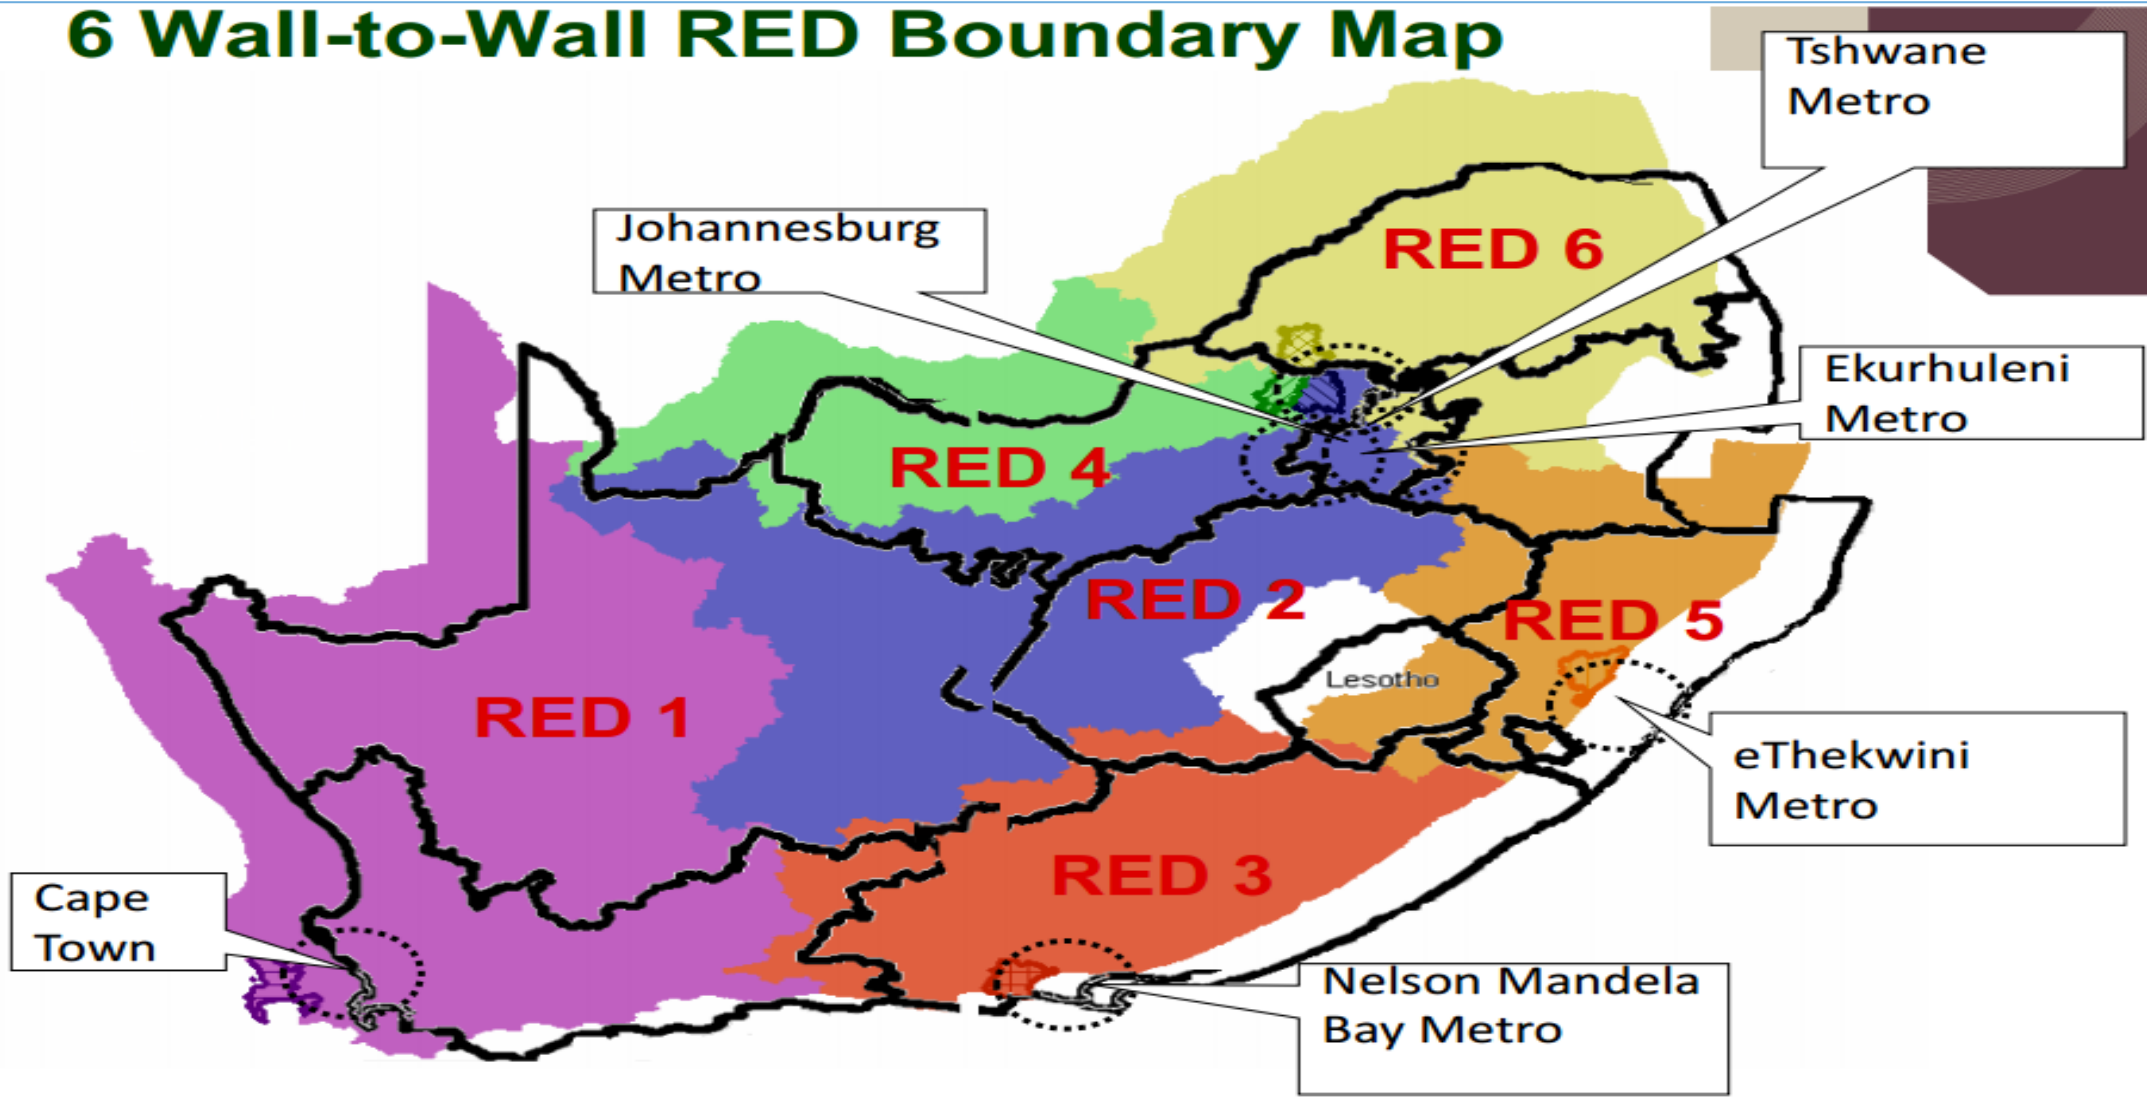 6 Wall-to-Wall RED Boundary Map
Tshwane
Metro
Johannesburg
Metro
RED 6
Ekurhuleni
Metro
RED 4
RED 2
RED 5
Lesotho
RED 1
eThekwini
Metro
RED 3
Cape
Town
Nelson Mandela
Bay Metro